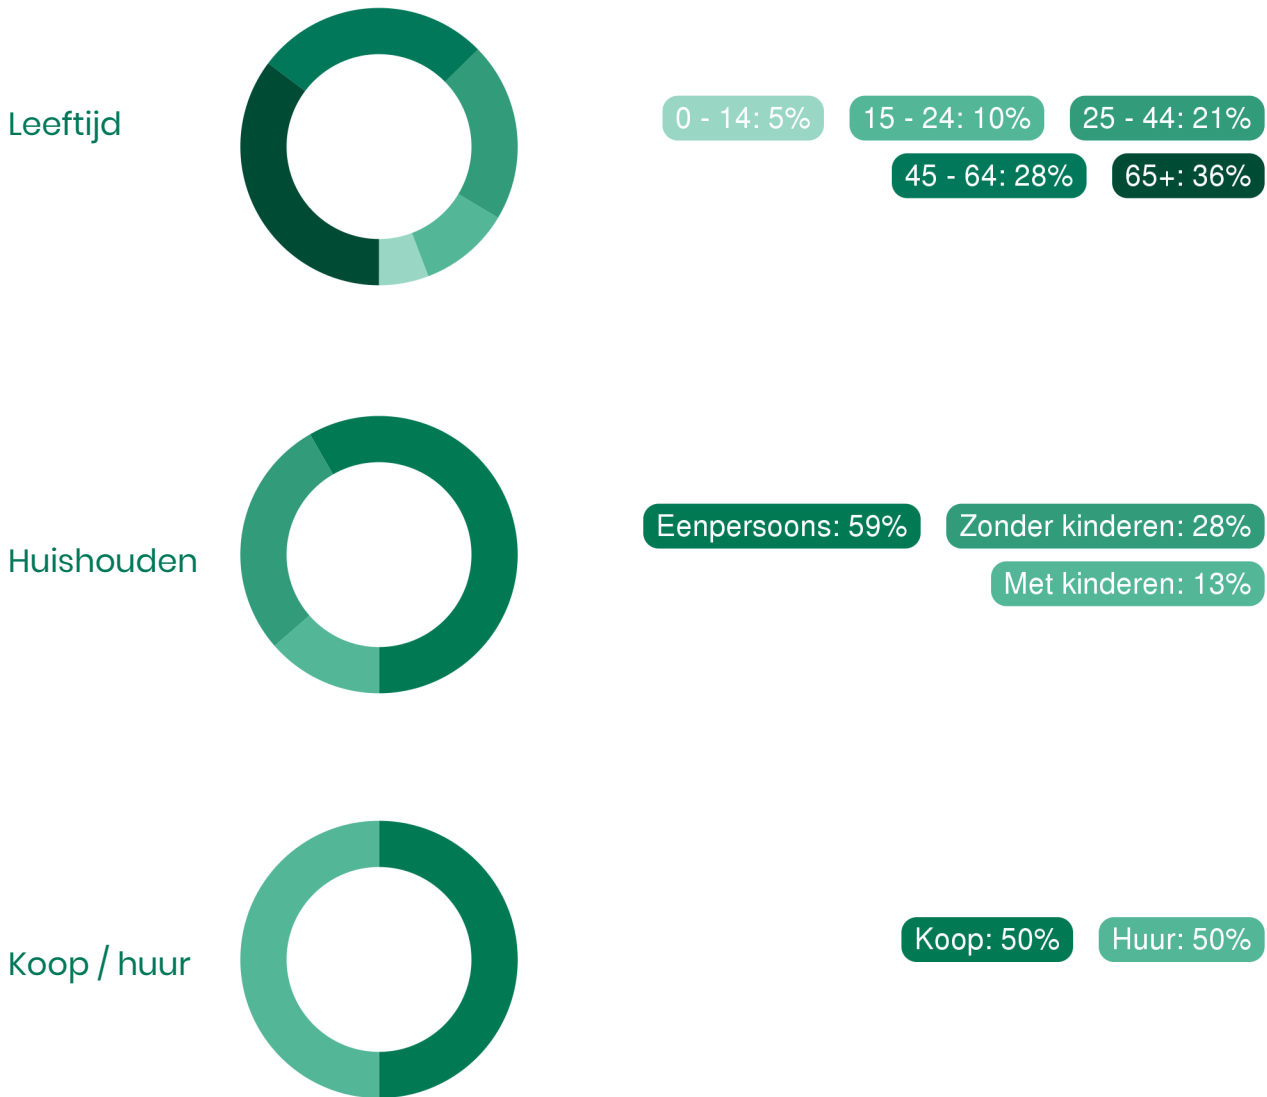 Leeftijd
0 - 14: 5% 15 - 24: 10% 25 - 44: 21%
45 - 64: 28% 65+: 36%
Huishouden
Eenpersoons: 59% Zonder kinderen: 28%
Met kinderen: 13%
Koop / huur
Koop: 50% Huur: 50%